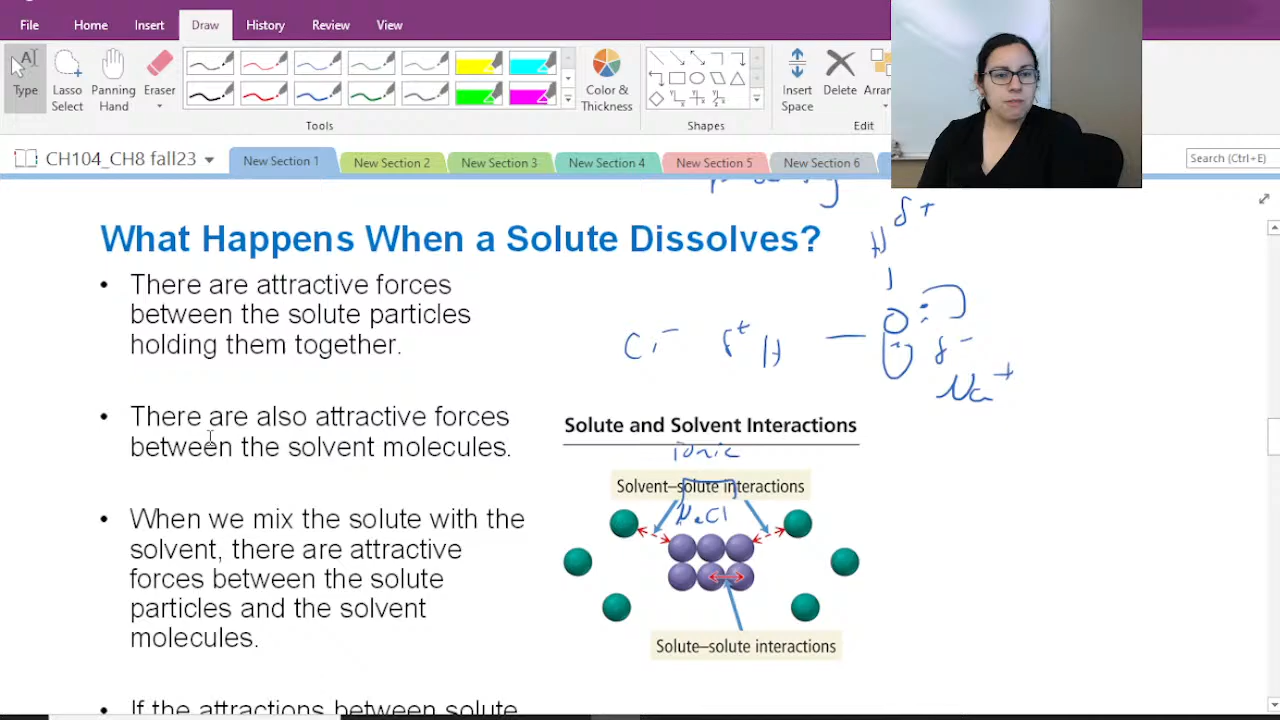 File Home Insert Draw History View
Type
Lasso Select
Panning Hand
Eraser
Color & Thickness
Insert Space
Delete
Arran
Tools
Shapes
Edit
CH104_CH8 fall23
New Section 1
New Section 2
New Section 3
New Section 4
New Section 5
New Section 6
Search (Ctrl+E)
What Happens When a Solute Dissolves?
• There are attractive forces
between the solute particles
holding them together.
• There are also attractive forces
between the solvent molecules.
• When we mix the solute with the
solvent, there are attractive
forces between the solute
particles and the solvent
molecules.
• If the attractions between solute
H δ+
Cl⁻ δ+ H — O : δ⁻
Na+
Solute and Solvent Interactions
ionic
Solvent–solute interactions
NaCl
Solute–solute interactions